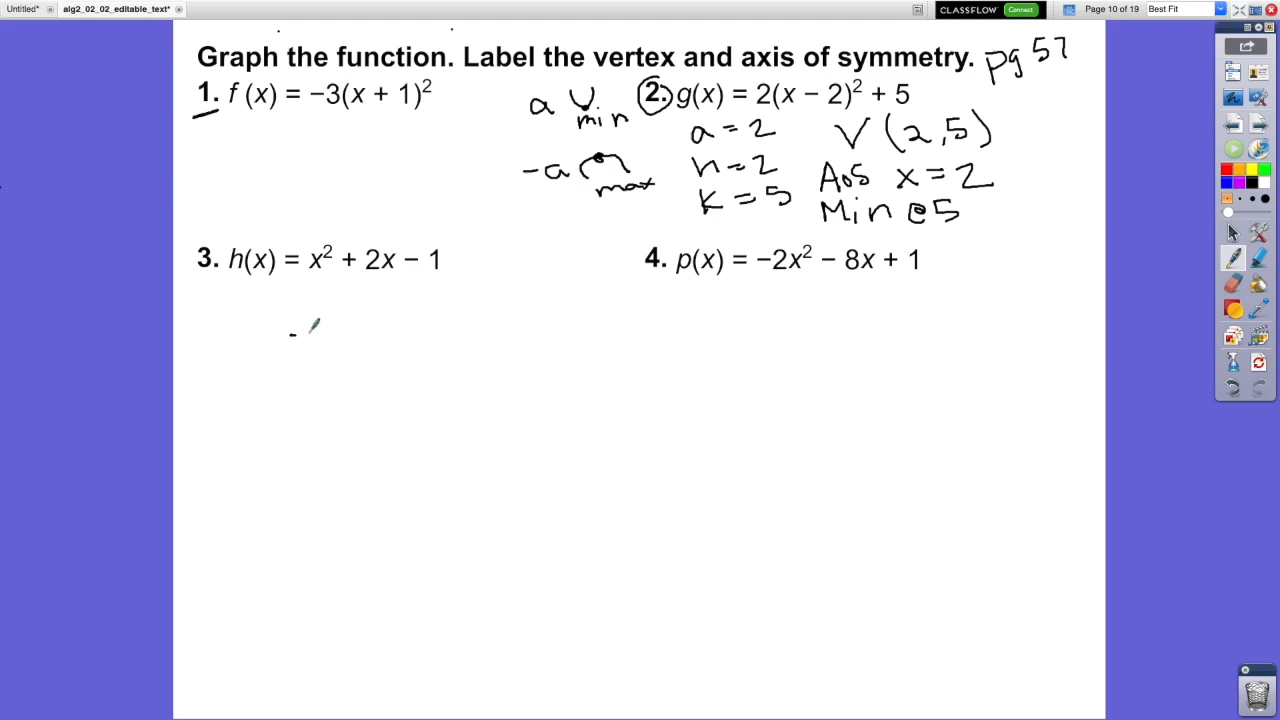 Untitled*
alg2_02_02_editable_text*
CLASSFLOW
Connect
Page 10 of 19
Best Fit
Graph the function. Label the vertex and axis of symmetry.
pg 57
1. f (x) = −3(x + 1)²
a
min
-a
max
2. g(x) = 2(x − 2)² + 5
a = 2
h = 2
k = 5
V (2,5)
AoS x = 2
Min @ 5
3. h(x) = x² + 2x − 1
4. p(x) = −2x² − 8x + 1
-